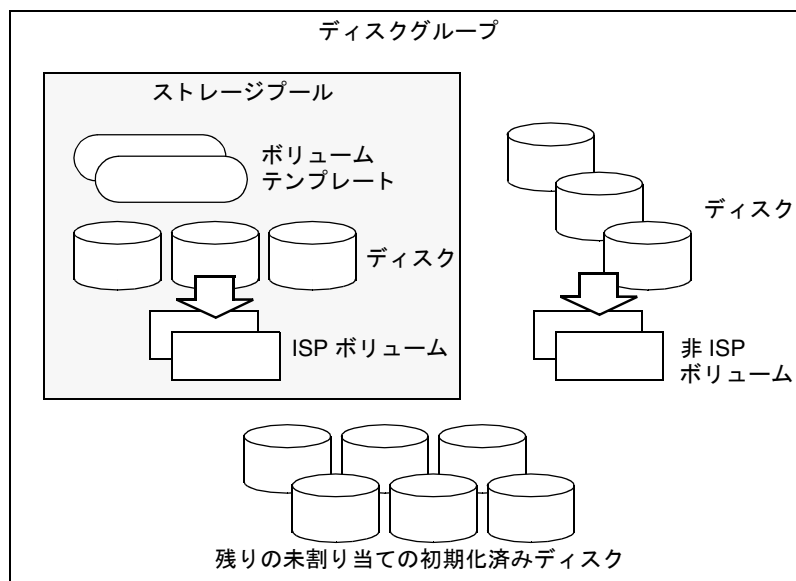 ディスクグループ
ストレージプール
ボリューム
テンプレート
ディスク
ISP ボリューム
ディスク
非 ISP
ボリューム
残りの未割り当ての初期化済みディスク